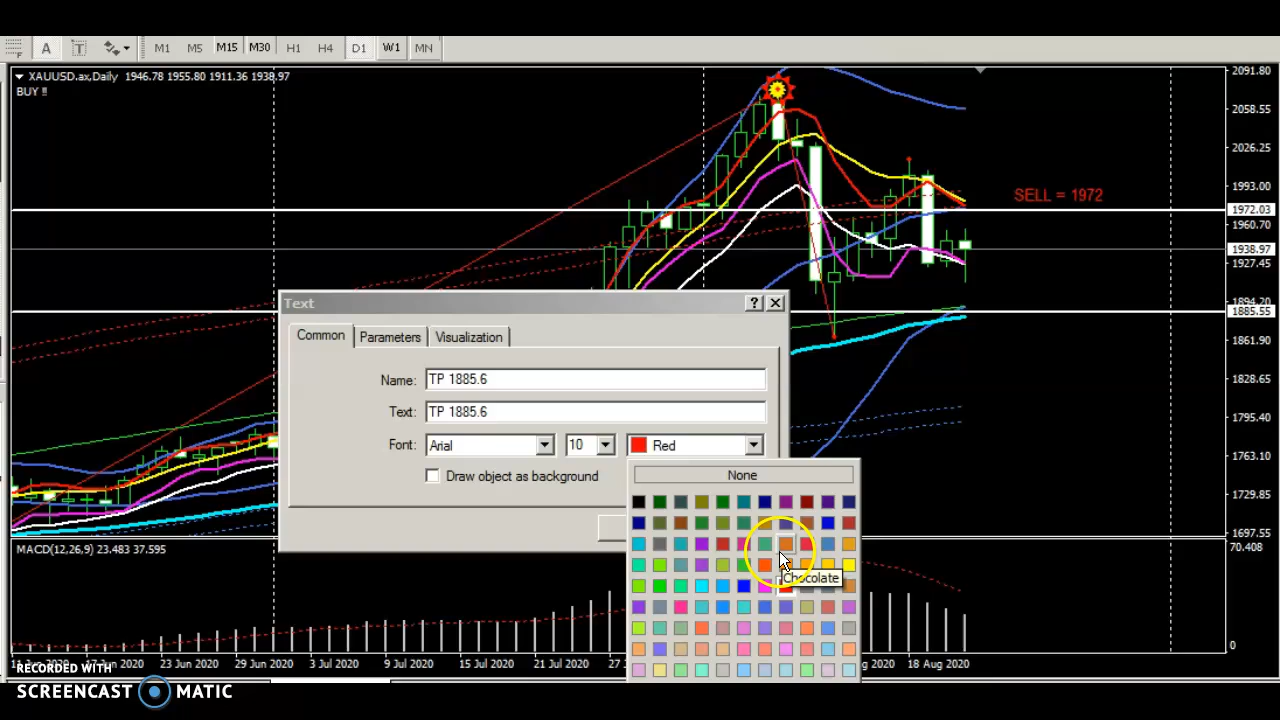 A T M1 M5 M15 M30 H1 H4 D1 W1 MN
XAUUSD.ax,Daily 1946.78 1955.80 1911.36 1938.97
BUY !!
SELL = 1972
2091.80
2058.55
2026.25
1993.00
1972.03
1960.70
1938.97
1927.45
1894.20
1885.55
1861.90
1828.65
1795.40
1763.10
1729.85
1697.55
Text ?
Common Parameters Visualization
Name: TP 1885.6
Text: TP 1885.6
Font: Arial 10 Red
Draw object as background
None
Chocolate
MACD(12,26,9) 23.483 37.595
70.408
0
17 Jun 2020 23 Jun 2020 29 Jun 2020 3 Jul 2020 9 Jul 2020 15 Jul 2020 21 Jul 2020 27 18 Aug 2020
RECORDED WITH
SCREENCAST MATIC